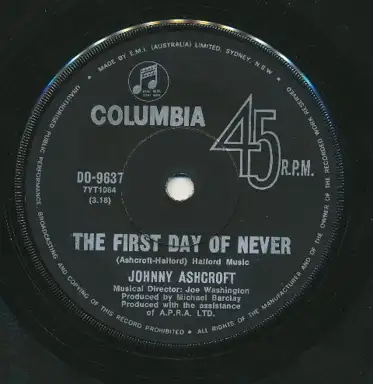 MADE BY E.M.I. (AUSTRALIA) LIMITED, SYDNEY, N.S.W.
COLUMBIA
45
R.P.M.
DO-9637
7YT1064
(3.18)
THE FIRST DAY OF NEVER
(Ashcroft-Halford) Halford Music
JOHNNY ASHCROFT
Musical Director: Joe Washington
Produced by Michael Barclay
Produced with the assistance
of A.P.R.A. LTD.
ALL RIGHTS OF THE MANUFACTURER AND OF THE OWNER OF THE RECORDED WORK RESERVED
UNAUTHORISED PUBLIC PERFORMANCE BROADCASTING AND COPYING OF THIS RECORD PROHIBITED